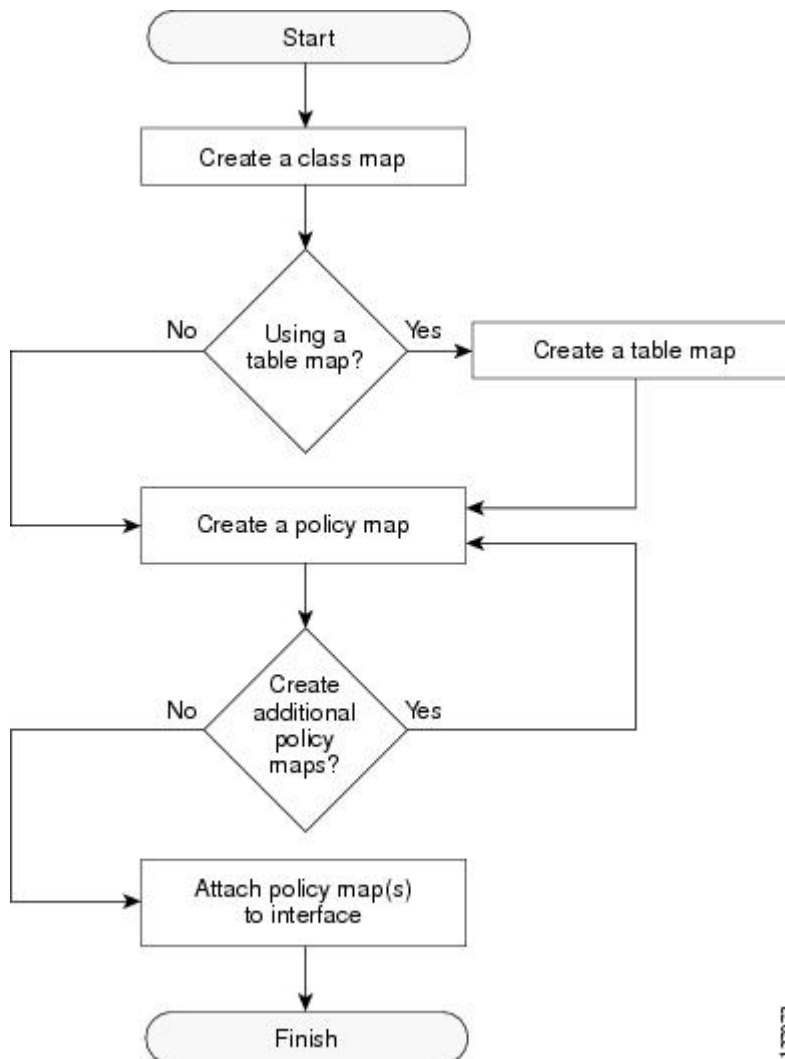 Start
Create a class map
No
Using a
table map?
Yes
Create a table map
Create a policy map
No
Create
additional
policy
maps?
Yes
Attach policy map(s)
to interface
Finish